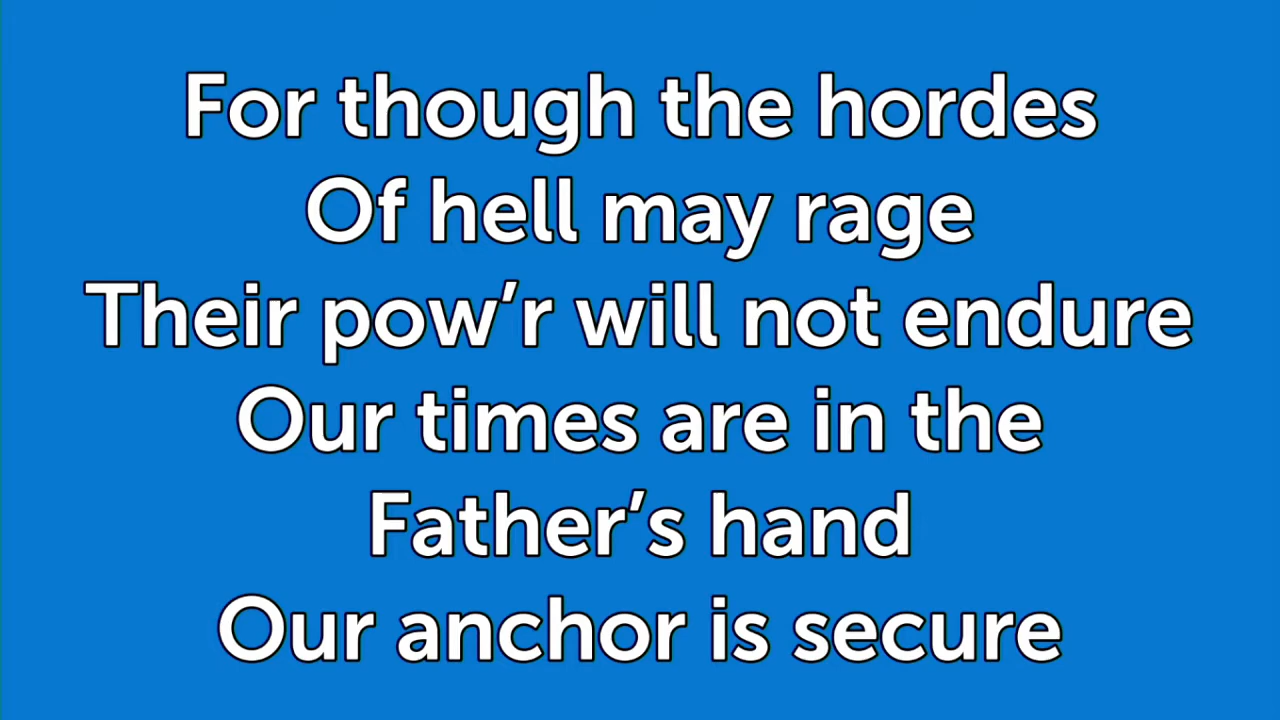 For though the hordes
Of hell may rage
Their pow’r will not endure
Our times are in the
Father’s hand
Our anchor is secure